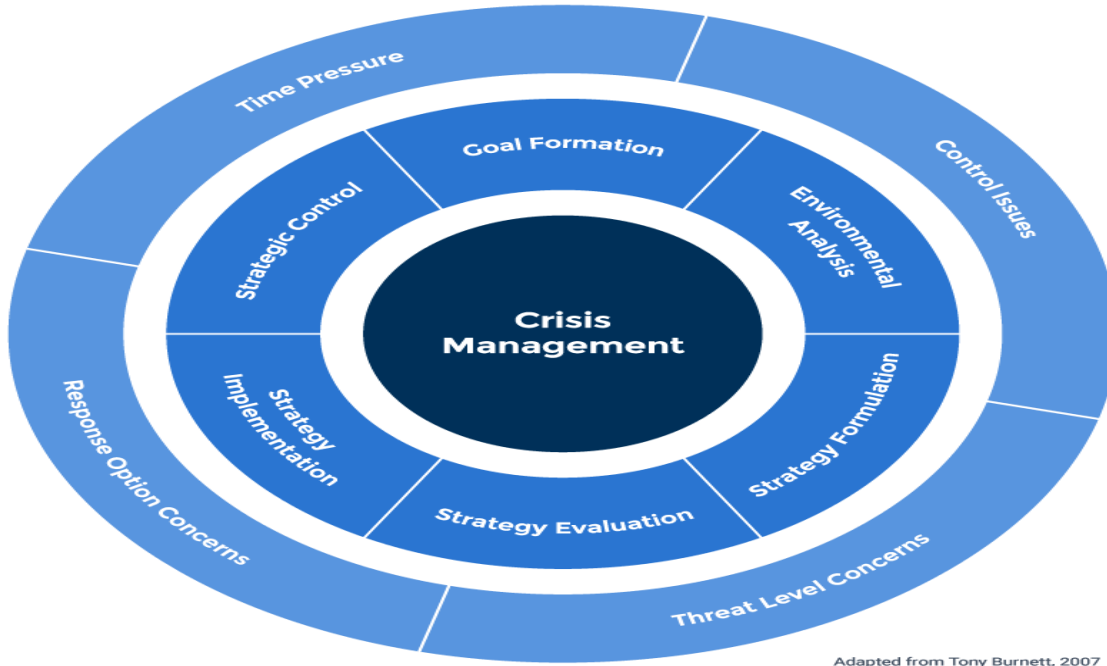 Time Pressure
Control Issues
Goal Formation
Strategic Control
Environmental
Analysis
Crisis
Management
Strategy
Implementation
Strategy Formulation
Strategy Evaluation
Response Option Concerns
Threat Level Concerns
Adapted from Tony Burnett, 2007